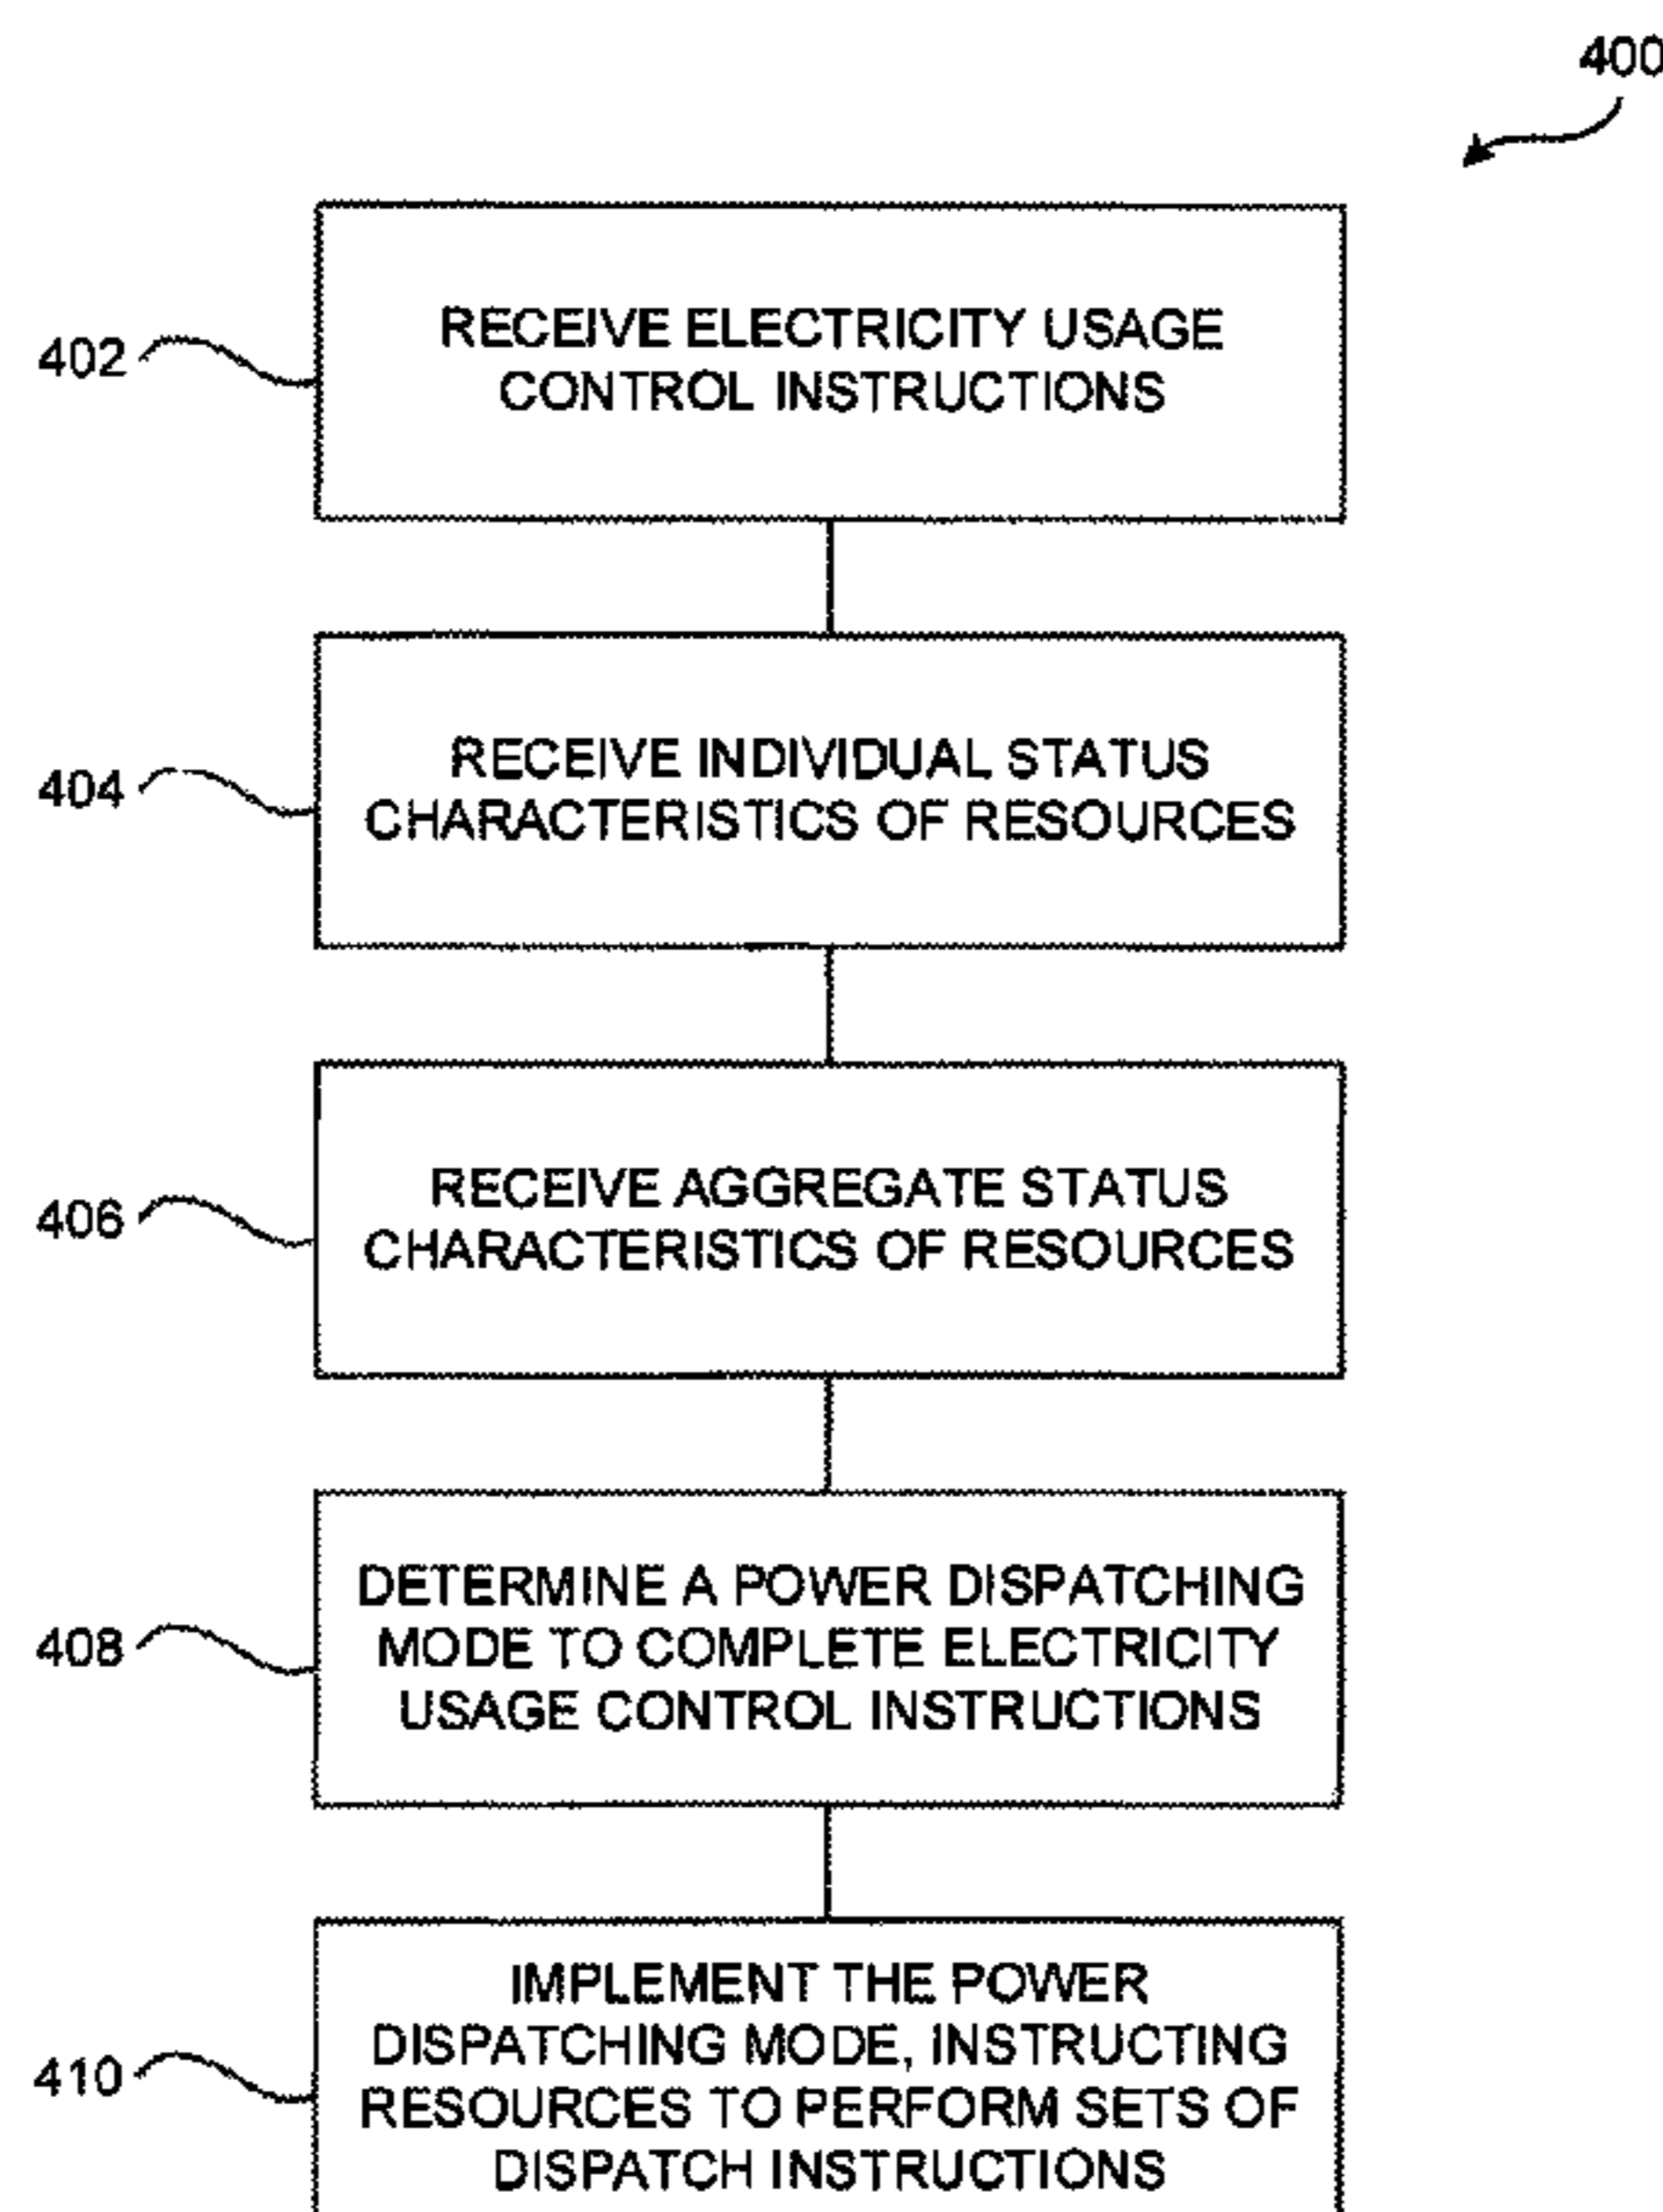 400
402
RECEIVE ELECTRICITY USAGE
CONTROL INSTRUCTIONS
404
RECEIVE INDIVIDUAL STATUS
CHARACTERISTICS OF RESOURCES
406
RECEIVE AGGREGATE STATUS
CHARACTERISTICS OF RESOURCES
408
DETERMINE A POWER DISPATCHING
MODE TO COMPLETE ELECTRICITY
USAGE CONTROL INSTRUCTIONS
410
IMPLEMENT THE POWER
DISPATCHING MODE, INSTRUCTING
RESOURCES TO PERFORM SETS OF
DISPATCH INSTRUCTIONS